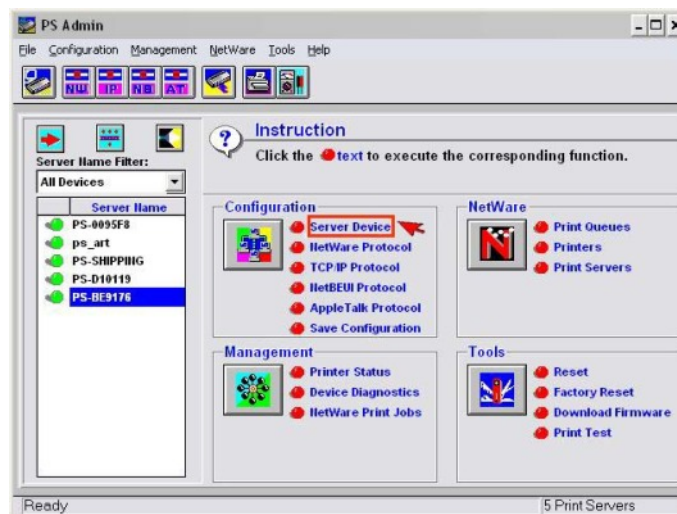 PS Admin
File Configuration Management NetWare Tools Help
NW IP NB AT
Server Name Filter:
All Devices
Server Name
PS-0095F8
ps_art
PS-SHIPPING
PS-D10119
PS-BE9176
Instruction
Click the text to execute the corresponding function.
Configuration
Server Device
NetWare Protocol
TCP/IP Protocol
NetBEUI Protocol
AppleTalk Protocol
Save Configuration
NetWare
N
Print Queues
Printers
Print Servers
Management
Printer Status
Device Diagnostics
NetWare Print Jobs
Tools
Reset
Factory Reset
Download Firmware
Print Test
Ready 5 Print Servers